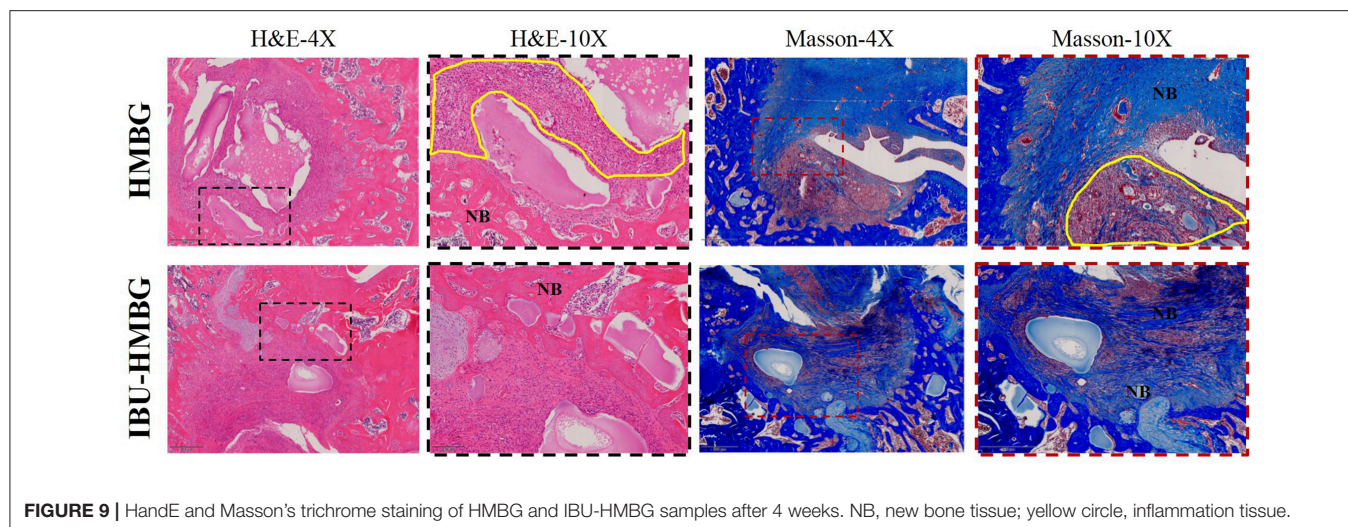 H&E-4X H&E-10X Masson-4X Masson-10X
HMBG
NB
NB
IBU-HMBG
NB
NB
NB
FIGURE 9 | HandE and Masson's trichrome staining of HMBG and IBU-HMBG samples after 4 weeks. NB, new bone tissue; yellow circle, inflammation tissue.